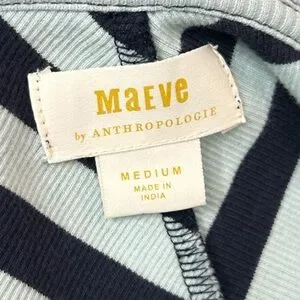 MAEVE
by ANTHROPOLOGIE
MEDIUM
MADE IN
INDIA